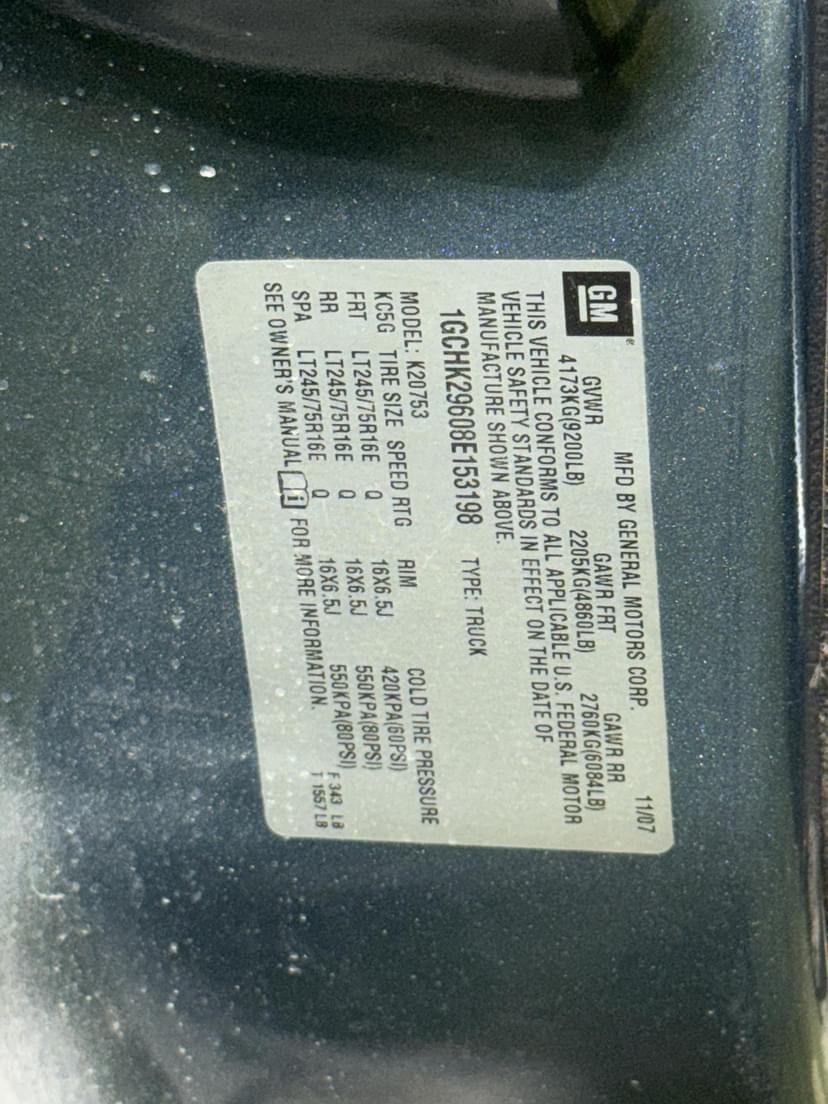 GM
MFD BY GENERAL MOTORS CORP. 11/07
GVWR GAWR FRT GAWR RR
4173KG(9200LB) 2205KG(4860LB) 2760KG(6084LB)
THIS VEHICLE CONFORMS TO ALL APPLICABLE U.S. FEDERAL MOTOR
VEHICLE SAFETY STANDARDS IN EFFECT ON THE DATE OF
MANUFACTURE SHOWN ABOVE.
1GCHK29608E153198 TYPE: TRUCK
MODEL: K20753
KC5G TIRE SIZE SPEED RTG RIM COLD TIRE PRESSURE
FRT LT245/75R16E Q 16X6.5J 420KPA(60PSI)
RR LT245/75R16E Q 16X6.5J 550KPA(80PSI)
SPA LT245/75R16E Q 16X6.5J 550KPA(80PSI)
SEE OWNER'S MANUAL FOR MORE INFORMATION.
F 343 LB
T 1557 LB